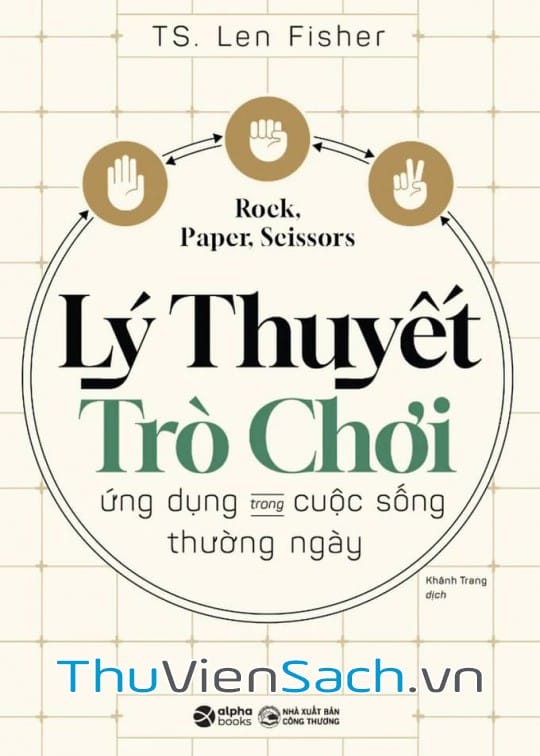 TS. Len Fisher
Rock,
Paper, Scissors
Lý Thuyết
Trò Chơi
ứng dụng trong cuộc sống
thường ngày
Khánh Trang
dịch
ThuVienSach.vn
alpha books NHÀ XUẤT BẢN CÔNG THƯƠNG